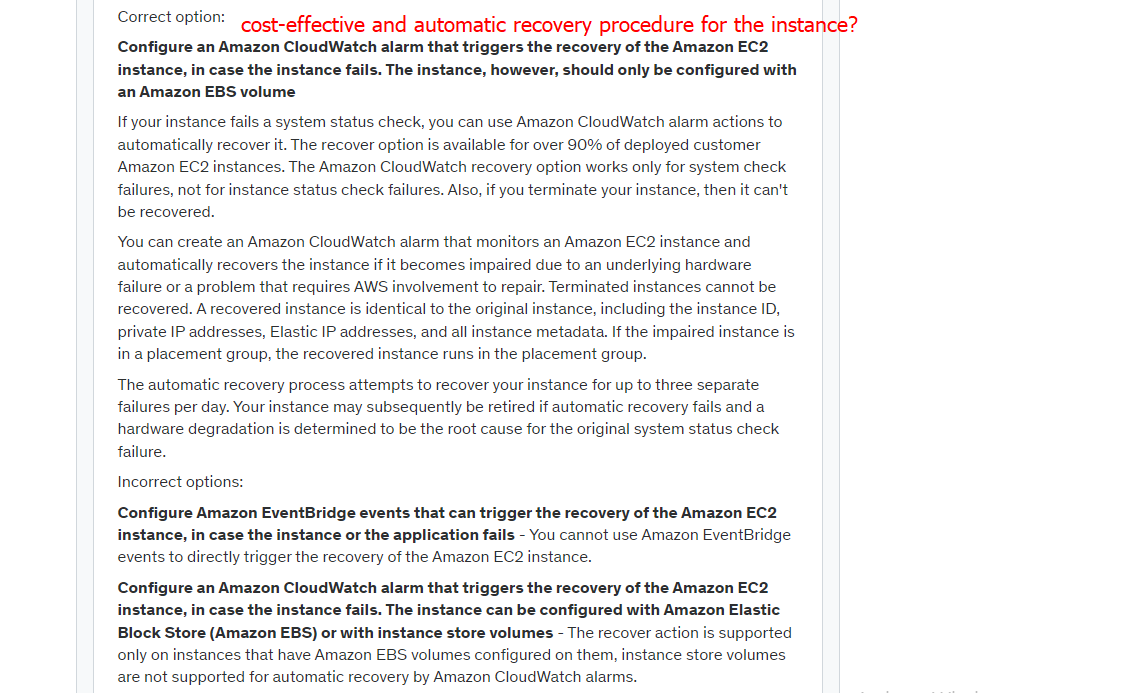 Correct option:
cost-effective and automatic recovery procedure for the instance?
Configure an Amazon CloudWatch alarm that triggers the recovery of the Amazon EC2
instance, in case the instance fails. The instance, however, should only be configured with
an Amazon EBS volume
If your instance fails a system status check, you can use Amazon CloudWatch alarm actions to
automatically recover it. The recover option is available for over 90% of deployed customer
Amazon EC2 instances. The Amazon CloudWatch recovery option works only for system check
failures, not for instance status check failures. Also, if you terminate your instance, then it can't
be recovered.
You can create an Amazon CloudWatch alarm that monitors an Amazon EC2 instance and
automatically recovers the instance if it becomes impaired due to an underlying hardware
failure or a problem that requires AWS involvement to repair. Terminated instances cannot be
recovered. A recovered instance is identical to the original instance, including the instance ID,
private IP addresses, Elastic IP addresses, and all instance metadata. If the impaired instance is
in a placement group, the recovered instance runs in the placement group.
The automatic recovery process attempts to recover your instance for up to three separate
failures per day. Your instance may subsequently be retired if automatic recovery fails and a
hardware degradation is determined to be the root cause for the original system status check
failure.
Incorrect options:
Configure Amazon EventBridge events that can trigger the recovery of the Amazon EC2
instance, in case the instance or the application fails - You cannot use Amazon EventBridge
events to directly trigger the recovery of the Amazon EC2 instance.
Configure an Amazon CloudWatch alarm that triggers the recovery of the Amazon EC2
instance, in case the instance fails. The instance can be configured with Amazon Elastic
Block Store (Amazon EBS) or with instance store volumes - The recover action is supported
only on instances that have Amazon EBS volumes configured on them, instance store volumes
are not supported for automatic recovery by Amazon CloudWatch alarms.